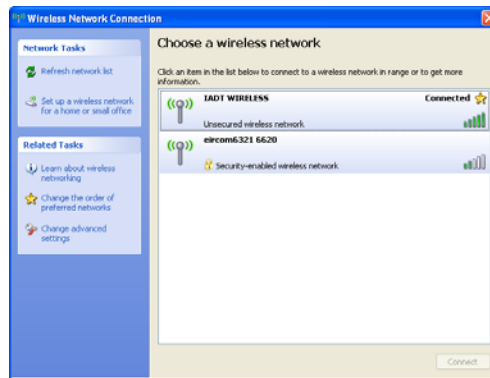 Wireless Network Connection
Network Tasks
Refresh network list
Set up a wireless network
for a home or small office
Related Tasks
Learn about wireless
networking
Change the order of
preferred networks
Change advanced
settings
Choose a wireless network
Click an item in the list below to connect to a wireless network in range or to get more
information.
IADT WIRELESS
Connected
Unsecured wireless network
eircom6321 6620
Security-enabled wireless network
Connect